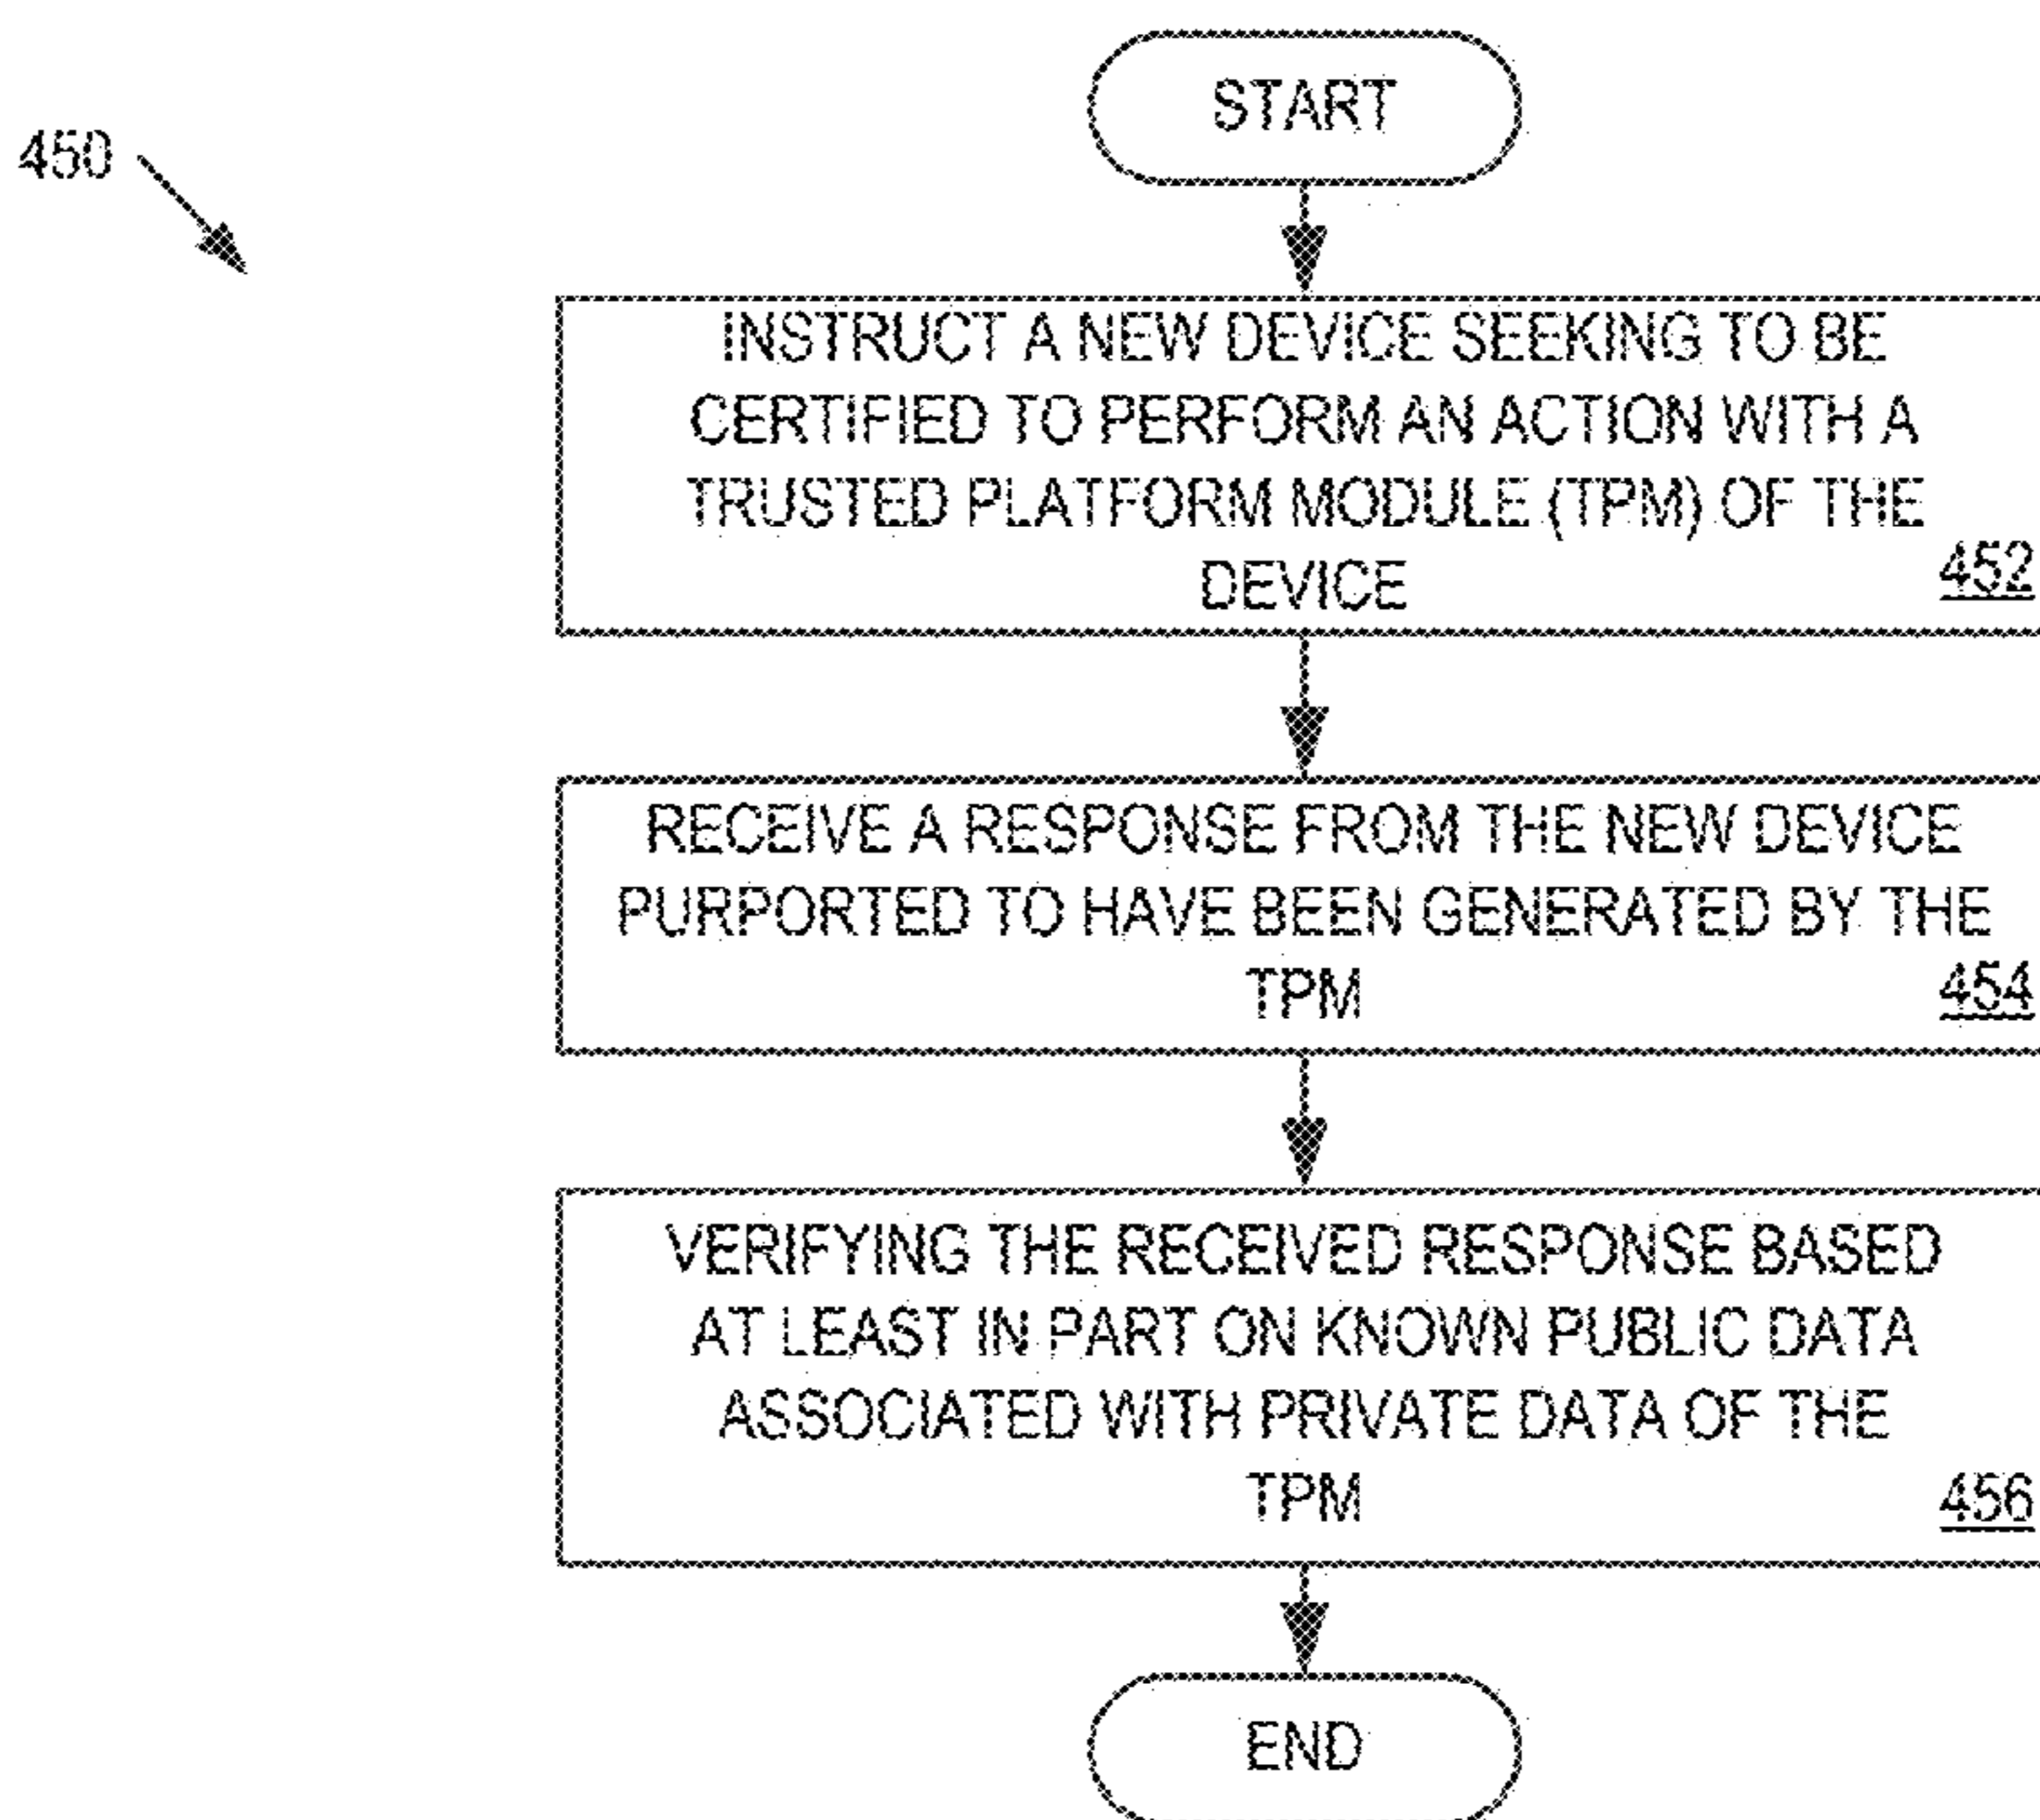 START
450
INSTRUCT A NEW DEVICE SEEKING TO BE
CERTIFIED TO PERFORM AN ACTION WITH A
TRUSTED PLATFORM MODULE (TPM) OF THE
DEVICE
452
RECEIVE A RESPONSE FROM THE NEW DEVICE
PURPORTED TO HAVE BEEN GENERATED BY THE
TPM
454
VERIFYING THE RECEIVED RESPONSE BASED
AT LEAST IN PART ON KNOWN PUBLIC DATA
ASSOCIATED WITH PRIVATE DATA OF THE
TPM
456
END